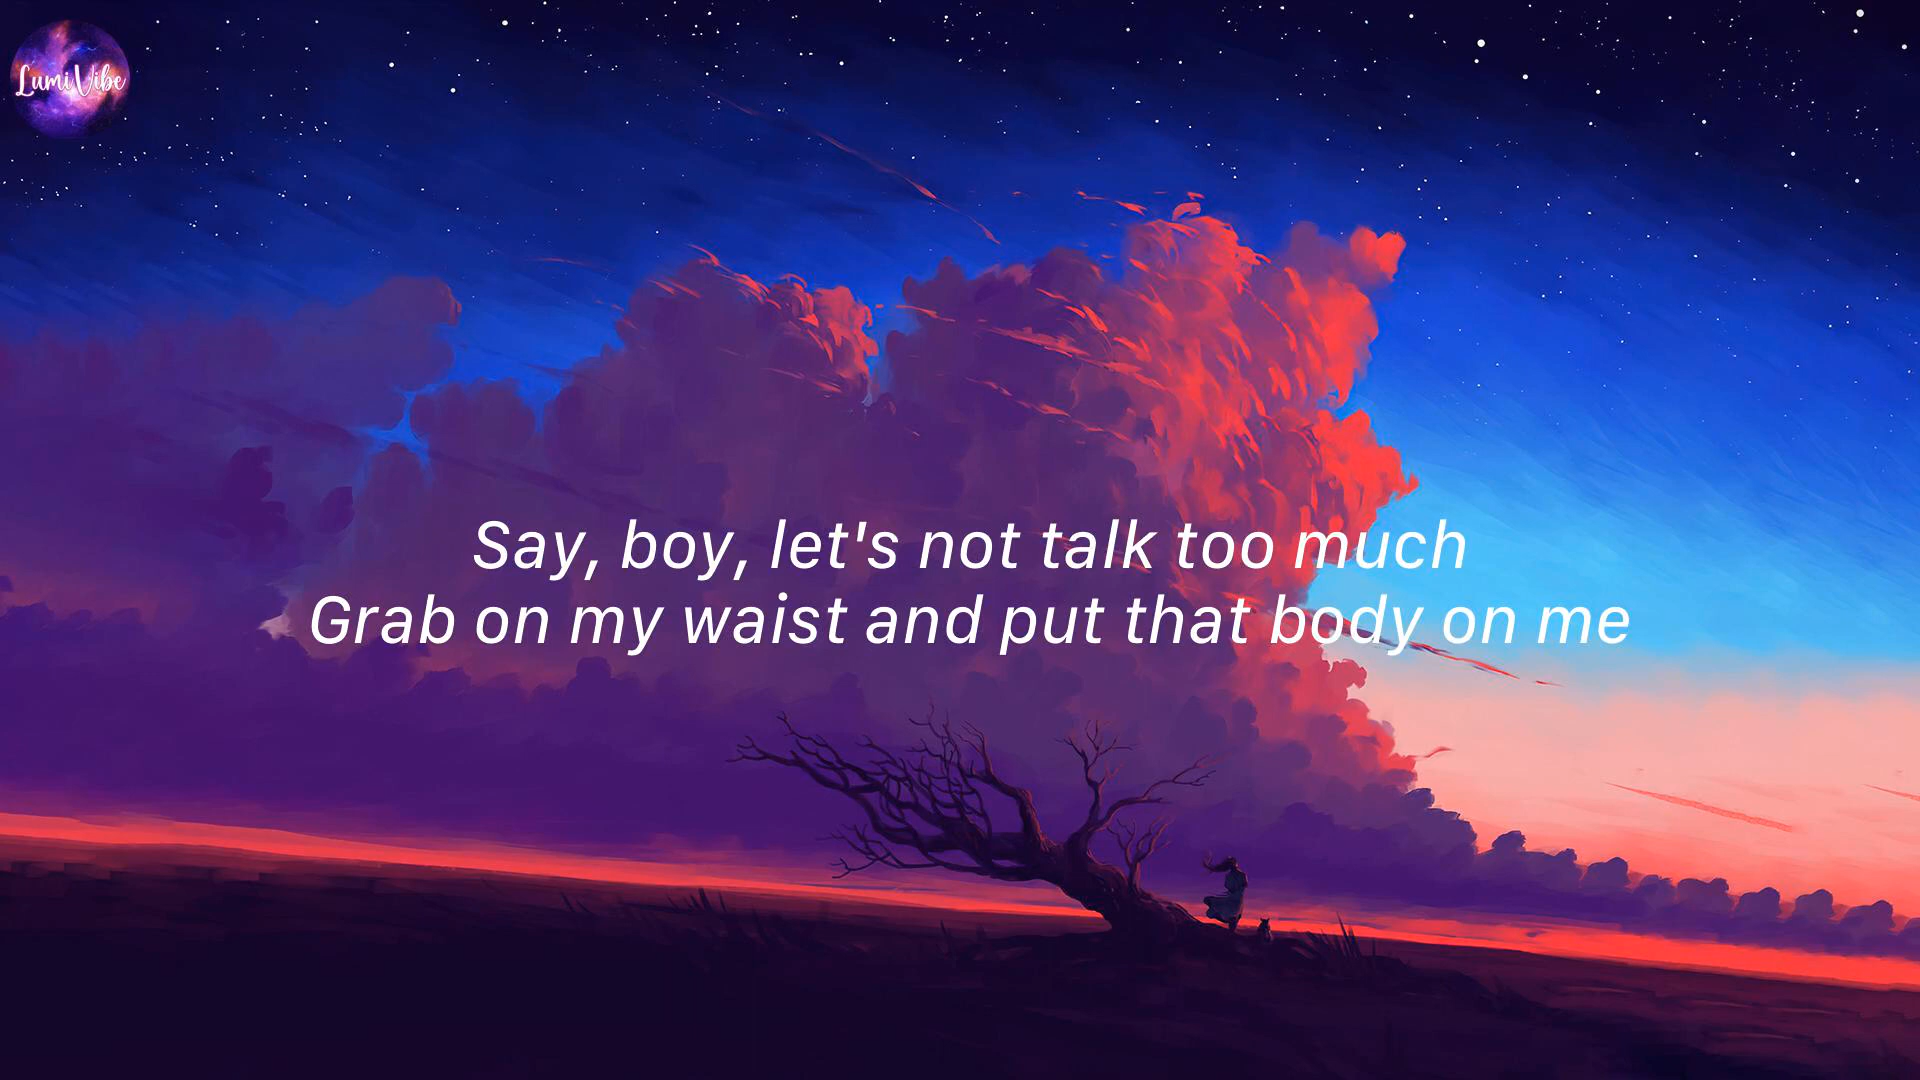 LumiVibe
Say, boy, let's not talk too much
Grab on my waist and put that body on me